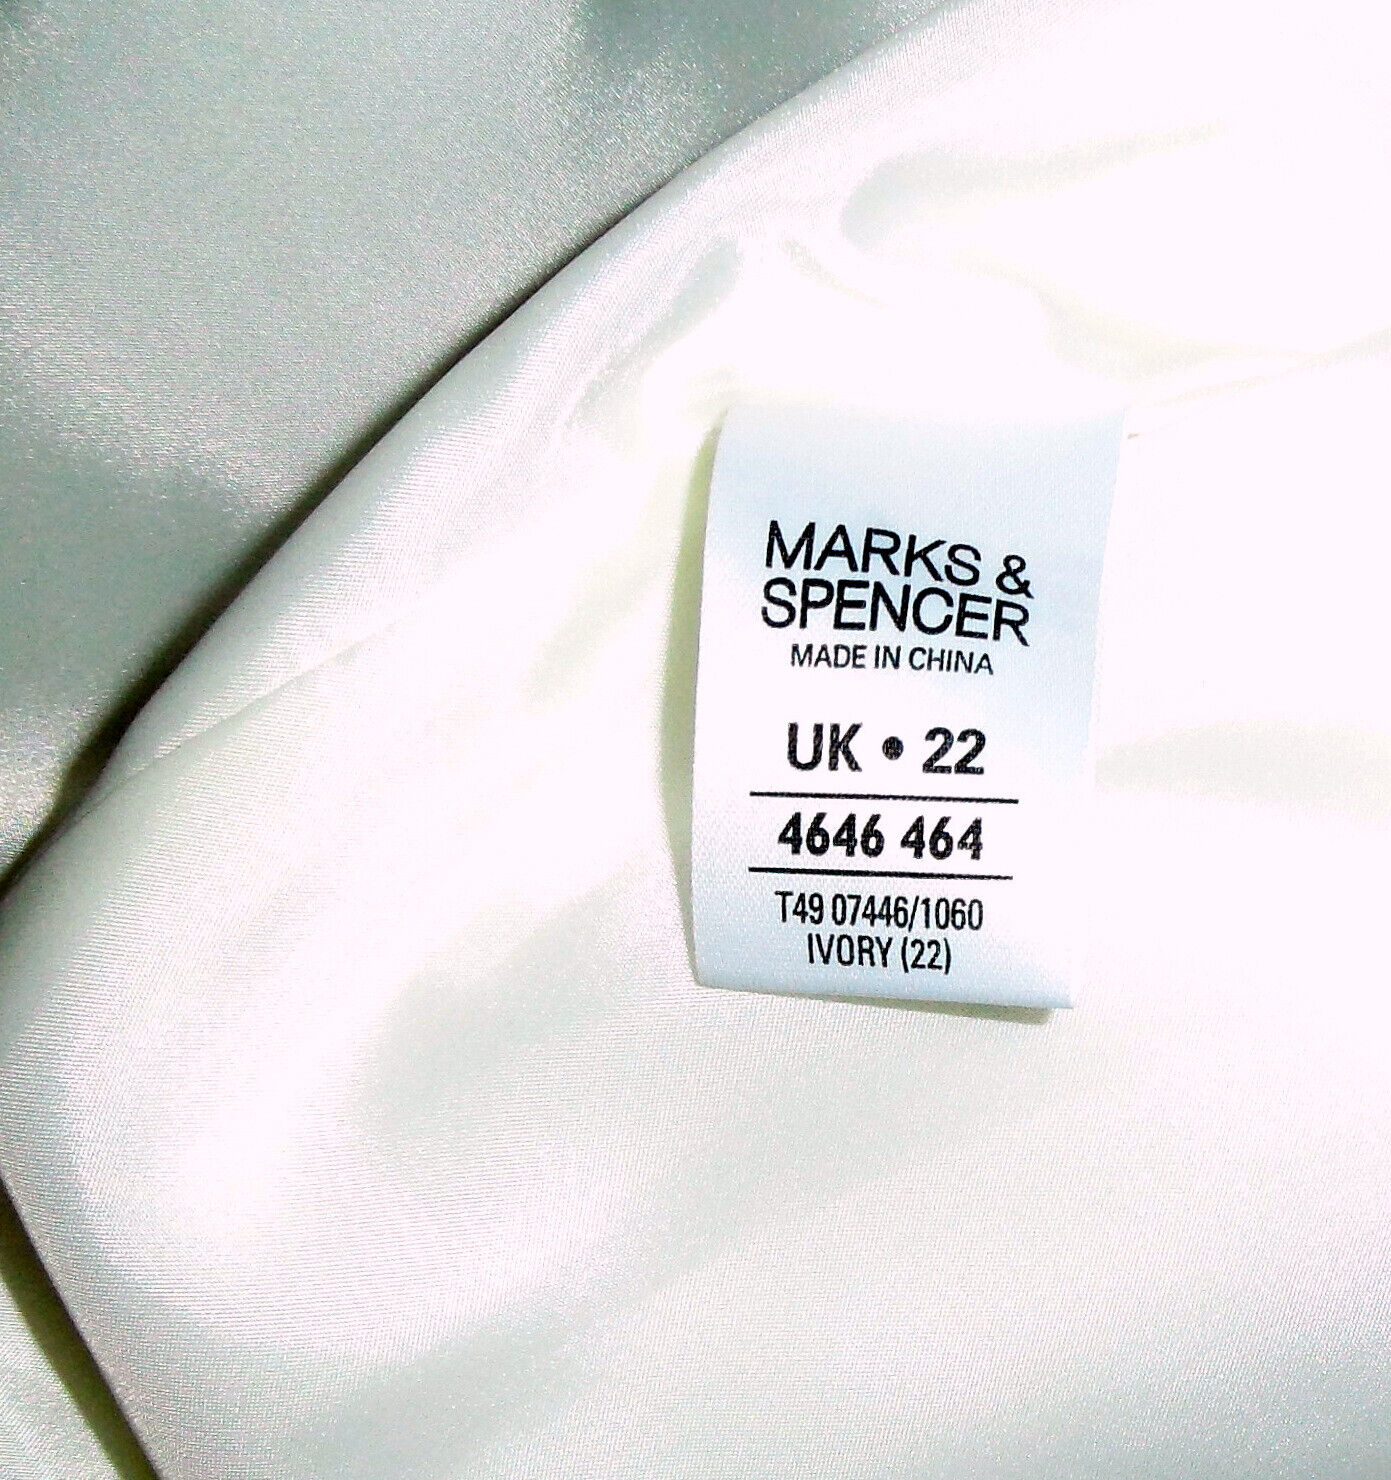 MARKS &
SPENCER
MADE IN CHINA
UK • 22
4646 464
T49 07446/1060
IVORY (22)